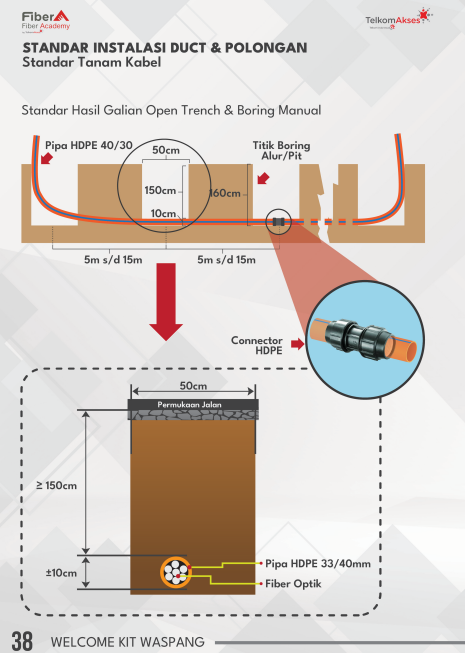 FiberA
Fiber Academy
TelkomAkses
STANDAR INSTALASI DUCT & POLONGAN
Standar Tanam Kabel
Standar Hasil Galian Open Trench & Boring Manual
Pipa HDPE 40/30
50cm
Titik Boring
Alur/Pit
150cm
160cm
10cm
5m s/d 15m
5m s/d 15m
Connector
HDPE
50cm
Permukaan Jalan
≥ 150cm
±10cm
Pipa HDPE 33/40mm
Fiber Optik
38 WELCOME KIT WASPANG